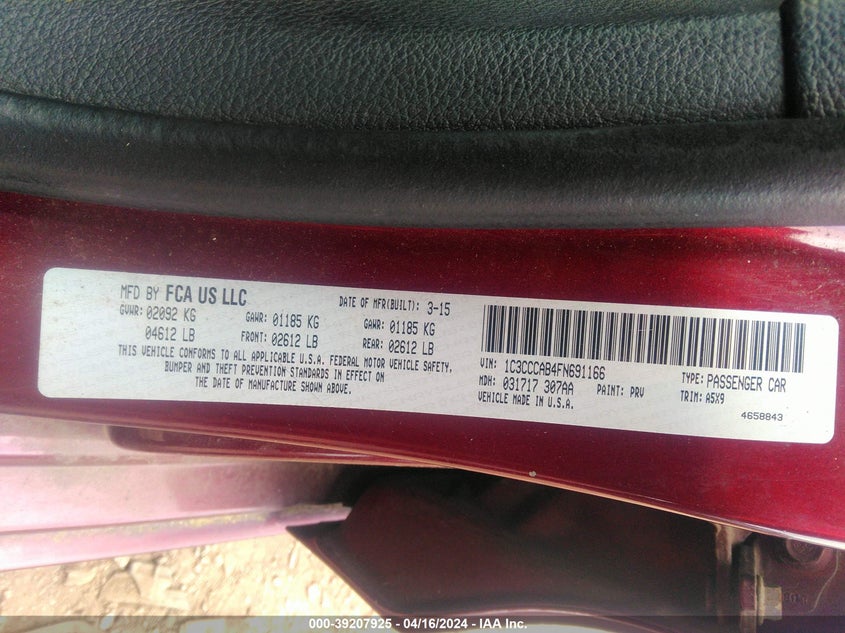 MFD BY FCA US LLC
DATE OF MFR(BUILT): 3-15
GVWR: 02092 KG
04612 LB
GAWR: 01185 KG
FRONT: 02612 LB
GAWR: 01185 KG
REAR: 02612 LB
THIS VEHICLE CONFORMS TO ALL APPLICABLE U.S.A. FEDERAL MOTOR VEHICLE SAFETY,
BUMPER AND THEFT PREVENTION STANDARDS IN EFFECT ON
THE DATE OF MANUFACTURE SHOWN ABOVE.
VIN: 1C3CCCAB4FN691166
TYPE: PASSENGER CAR
MDH: 031717 307AA
PAINT: PRV
TRIM: A5X9
VEHICLE MADE IN U.S.A.
4658843
000-39207925 - 04/16/2024 - IAA Inc.